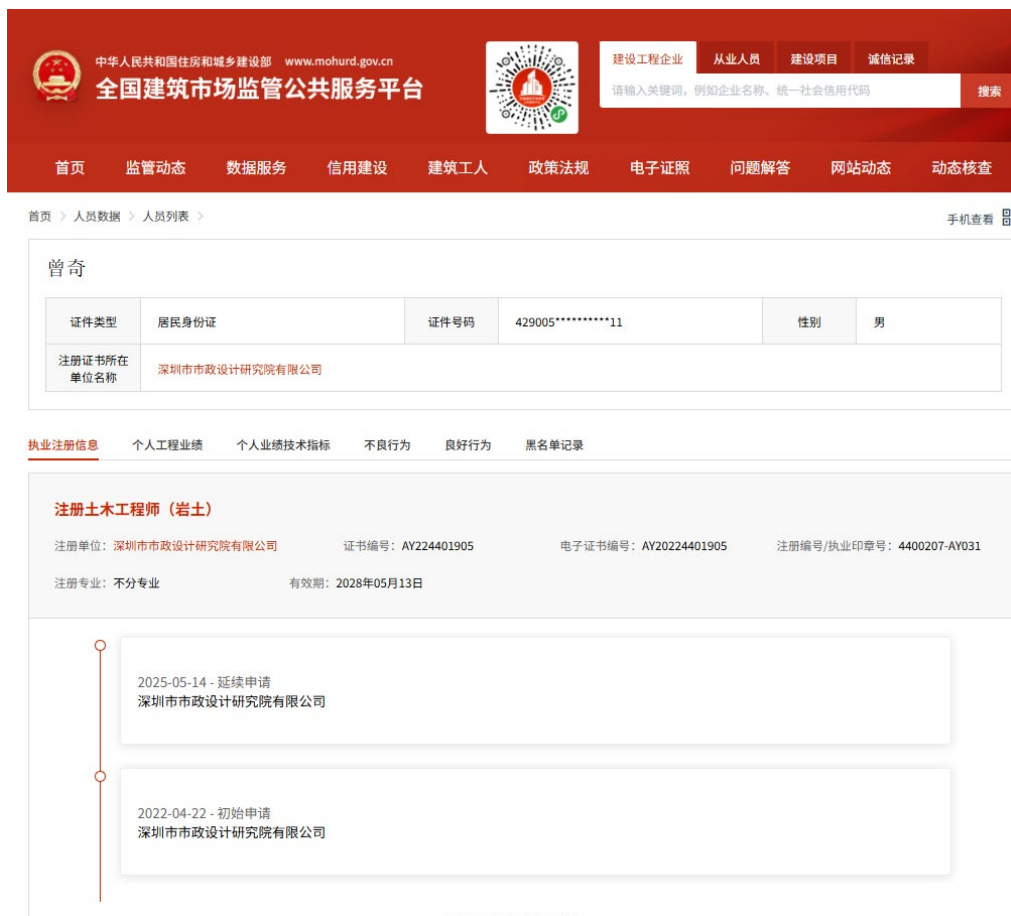 中华人民共和国住房和城乡建设部 www.mohurd.gov.cn
全国建筑市场监管公共服务平台
建设工程企业 从业人员 建设项目 诚信记录
请输入关键词，例如企业名称、统一社会信用代码 搜索
首页 监管动态 数据服务 信用建设 建筑工人 政策法规 电子证照 问题解答 网站动态 动态核查
首页 > 人员数据 > 人员列表 >
手机查看
曾奇
证件类型 居民身份证 证件号码 429005**********11 性别 男
注册证书所在
单位名称
深圳市市政设计研究院有限公司
执业注册信息 个人工程业绩 个人业绩技术指标 不良行为 良好行为 黑名单记录
注册土木工程师（岩土）
注册单位：深圳市市政设计研究院有限公司 证书编号：AY224401905 电子证书编号：AY20224401905 注册编号/执业印章号：4400207-AY031
注册专业：不分专业 有效期：2028年05月13日
2025-05-14 - 延续申请
深圳市市政设计研究院有限公司
2022-04-22 - 初始申请
深圳市市政设计研究院有限公司